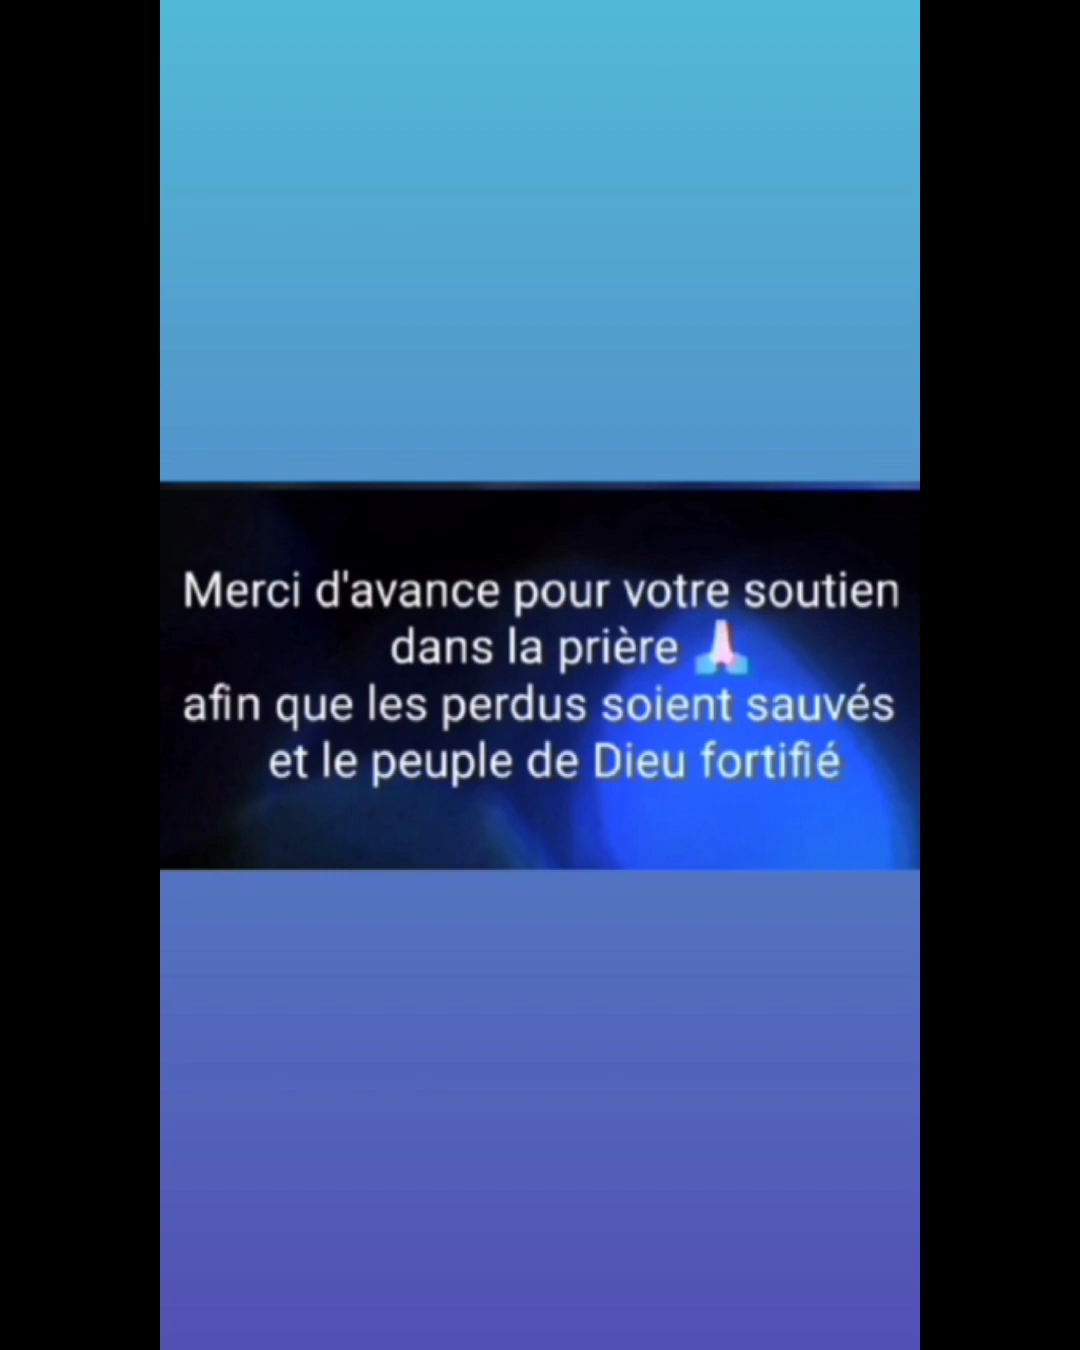 Merci d'avance pour votre soutien
dans la prière 🙏🏻
afin que les perdus soient sauvés
et le peuple de Dieu fortifié